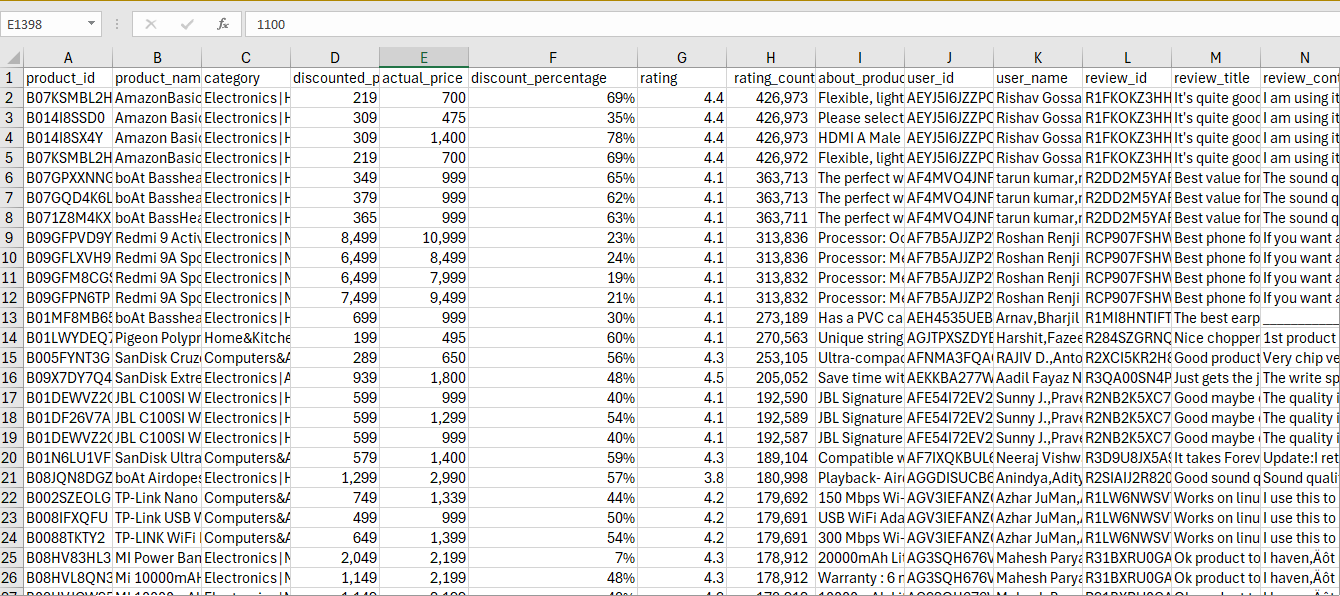 E1398 fx 1100
A B C D E F G H I J K L M N
1 product_id product_nam category discounted_p actual_price discount_percentage rating rating_count about_produc user_id user_name review_id review_title review_cont
2 B07KSMBL2H AmazonBasic Electronics|H 219 700 69% 4.4 426,973 Flexible, light AEYJ5I6JZZPC Rishav Gossa R1FKOKZ3HH It's quite good I am using it
3 B014I8SSD0 Amazon Basic Electronics|H 309 475 35% 4.4 426,973 Please select AEYJ5I6JZZPC Rishav Gossa R1FKOKZ3HH It's quite good I am using it
4 B014I8SX4Y Amazon Basic Electronics|H 309 1,400 78% 4.4 426,973 HDMI A Male AEYJ5I6JZZPC Rishav Gossa R1FKOKZ3HH It's quite good I am using it
5 B07KSMBL2H AmazonBasic Electronics|H 219 700 69% 4.4 426,972 Flexible, light AEYJ5I6JZZPC Rishav Gossa R1FKOKZ3HH It's quite good I am using it
6 B07GPXXNNG boAt Basshea Electronics|H 349 999 65% 4.1 363,713 The perfect w AF4MVO4JNF tarun kumar,r R2DD2M5YAF Best value for The sound q
7 B07GQD4K6L boAt Basshea Electronics|H 379 999 62% 4.1 363,713 The perfect w AF4MVO4JNF tarun kumar,r R2DD2M5YAF Best value for The sound q
8 B071Z8M4KX boAt BassHea Electronics|H 365 999 63% 4.1 363,711 The perfect w AF4MVO4JNF tarun kumar,r R2DD2M5YAF Best value for The sound q
9 B09GFPVD9Y Redmi 9 Activ Electronics|M 8,499 10,999 23% 4.1 313,836 Processor: Oc AF7B5AJJZP2 Roshan Renji RCP907FSHW Best phone fo If you want a
10 B09GFLXVH9 Redmi 9A Spo Electronics|M 6,499 8,499 24% 4.1 313,836 Processor: Me AF7B5AJJZP2 Roshan Renji RCP907FSHW Best phone fo If you want a
11 B09GFM8CGS Redmi 9A Spo Electronics|M 6,499 7,999 19% 4.1 313,832 Processor: Me AF7B5AJJZP2 Roshan Renji RCP907FSHW Best phone fo If you want a
12 B09GFPN6TP Redmi 9A Spo Electronics|M 7,499 9,499 21% 4.1 313,832 Processor: Me AF7B5AJJZP2 Roshan Renji RCP907FSHW Best phone fo If you want a
13 B01MF8MB65 boAt Basshea Electronics|H 699 999 30% 4.1 273,189 Has a PVC ca AEH4535UEB Arnav,Bharjil R1MI8HNTIFT The best earp
14 B01LWYDEQ7 Pigeon Polypr Home&Kitche 199 495 60% 4.1 270,563 Unique string AGJTPXSZDYE Harshit,Fazee R284SZGRNQ Nice chopper 1st product
15 B005FYNT3G SanDisk Cruz Computers&A 289 650 56% 4.3 253,105 Ultra-compac AFNMA3FQA RAJIV D.,Anto R2XCI5KR2H8 Good product Very chip ve
16 B09X7DY7Q4 SanDisk Extre Electronics|A 939 1,800 48% 4.5 205,052 Save time wit AEKKBA277W Aadil Fayaz N R3QA00SN4P Just gets the j The write sp
17 B01DEWVZ2C JBL C100SI W Electronics|H 599 999 40% 4.1 192,590 JBL Signature AFE54I72EV2 Sunny J.,Prave R2NB2K5XC7 Good maybe The quality i
18 B01DF26V7A JBL C100SI W Electronics|H 599 1,299 54% 4.1 192,589 JBL Signature AFE54I72EV2 Sunny J.,Prave R2NB2K5XC7 Good maybe The quality i
19 B01DEWVZ2C JBL C100SI W Electronics|H 599 999 40% 4.1 192,587 JBL Signature AFE54I72EV2 Sunny J.,Prave R2NB2K5XC7 Good maybe The quality i
20 B01N6LU1VF SanDisk Ultra Computers&A 579 1,400 59% 4.3 189,104 Compatible w AF7IXQKBUL Neeraj Vishw R3D9U8JX5AS It takes Forev Update:I ret
21 B08JQN8DGZ boAt Airdopes Electronics|H 1,299 2,990 57% 3.8 180,998 Playback- Air AGGDISUCB6 Anindya,Adity R2SIAIJ2R820 Good sound q Sound quali
22 B002SZEOLG TP-Link Nano Computers&A 749 1,339 44% 4.2 179,692 150 Mbps Wi- AGV3IEFANZ Azhar JuMan, R1LW6NWSV Works on linu I use this to
23 B008IFXQFU TP-Link USB W Computers&A 499 999 50% 4.2 179,691 USB WiFi Ada AGV3IEFANZ Azhar JuMan, R1LW6NWSV Works on linu I use this to
24 B0088TKTY2 TP-LINK WiFi Computers&A 649 1,399 54% 4.2 179,691 300 Mbps Wi- AGV3IEFANZ Azhar JuMan, R1LW6NWSV Works on linu I use this to
25 B08HV83HL3 MI Power Ban Electronics|M 2,049 2,199 7% 4.3 178,912 20000mAh Lit AG3SQH676V Mahesh Parya R31BXRU0GA Ok product to I haven‚Äôt
26 B08HVL8QN3 Mi 10000mAH Electronics|M 1,149 2,199 48% 4.3 178,912 Warranty : 6 m AG3SQH676V Mahesh Parya R31BXRU0GA Ok product to I haven‚Äôt